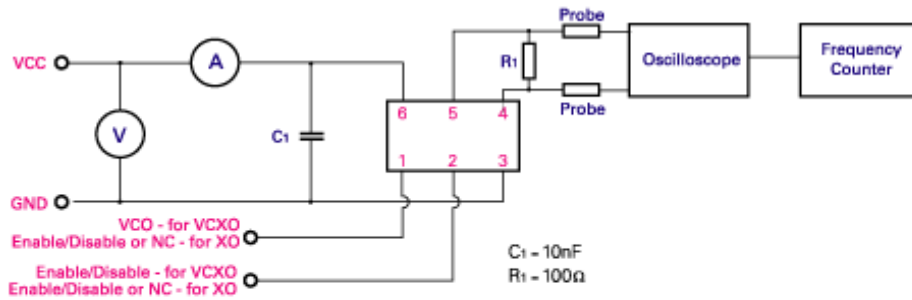 Probe
VCC
A
R1
Oscilloscope
Frequency
Counter
Probe
V
C1
6 5 4
1 2 3
GND
VCO - for VCXO
Enable/Disable or NC - for XO
C1 - 10nF
R1 - 100Ω
Enable/Disable - for VCXO
Enable/Disable or NC - for XO